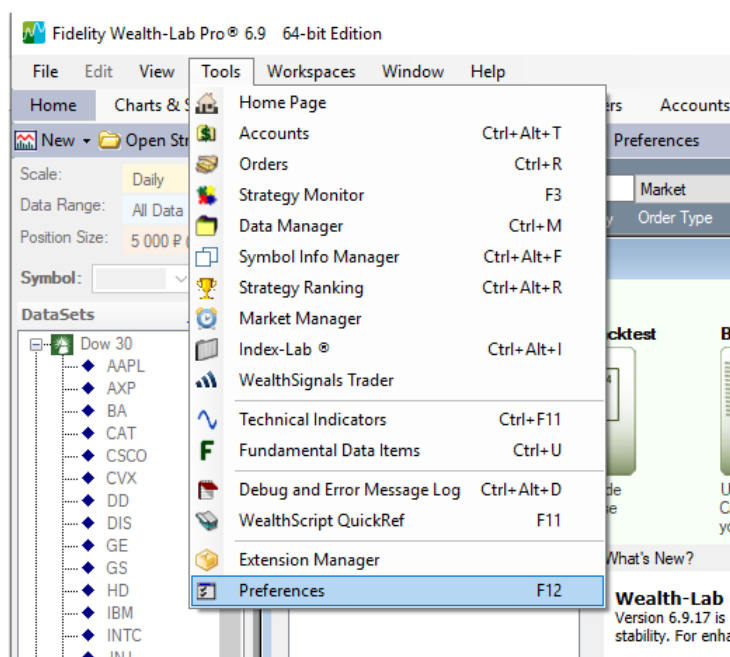 Fidelity Wealth-Lab Pro® 6.9 64-bit Edition
File Edit View Tools Workspaces Window Help
Home Charts & S Accounts
New Open Str Preferences
Scale: Daily
Data Range: All Data
Position Size: 5 000 ₽
Symbol:
DataSets
Dow 30
AAPL
AXP
BA
CAT
CSCO
CVX
DD
DIS
GE
GS
HD
IBM
INTC
JNJ
Home Page
Accounts Ctrl+Alt+T
Orders Ctrl+R
Strategy Monitor F3
Data Manager Ctrl+M
Symbol Info Manager Ctrl+Alt+F
Strategy Ranking Ctrl+Alt+R
Market Manager
Index-Lab ® Ctrl+Alt+I
WealthSignals Trader
Technical Indicators Ctrl+F11
Fundamental Data Items Ctrl+U
Debug and Error Message Log Ctrl+Alt+D
WealthScript QuickRef F11
Extension Manager
Preferences F12
Market
Order Type
cktest B
What's New?
Wealth-Lab
Version 6.9.17 is
stability. For enha